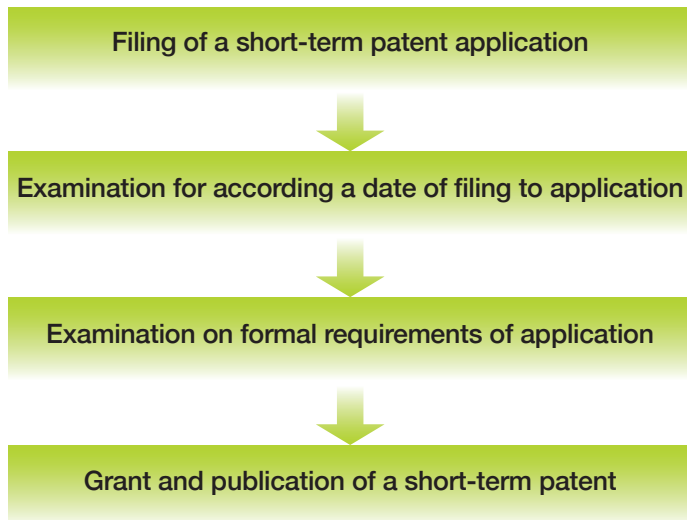 Filing of a short-term patent application
Examination for according a date of filing to application
Examination on formal requirements of application
Grant and publication of a short-term patent